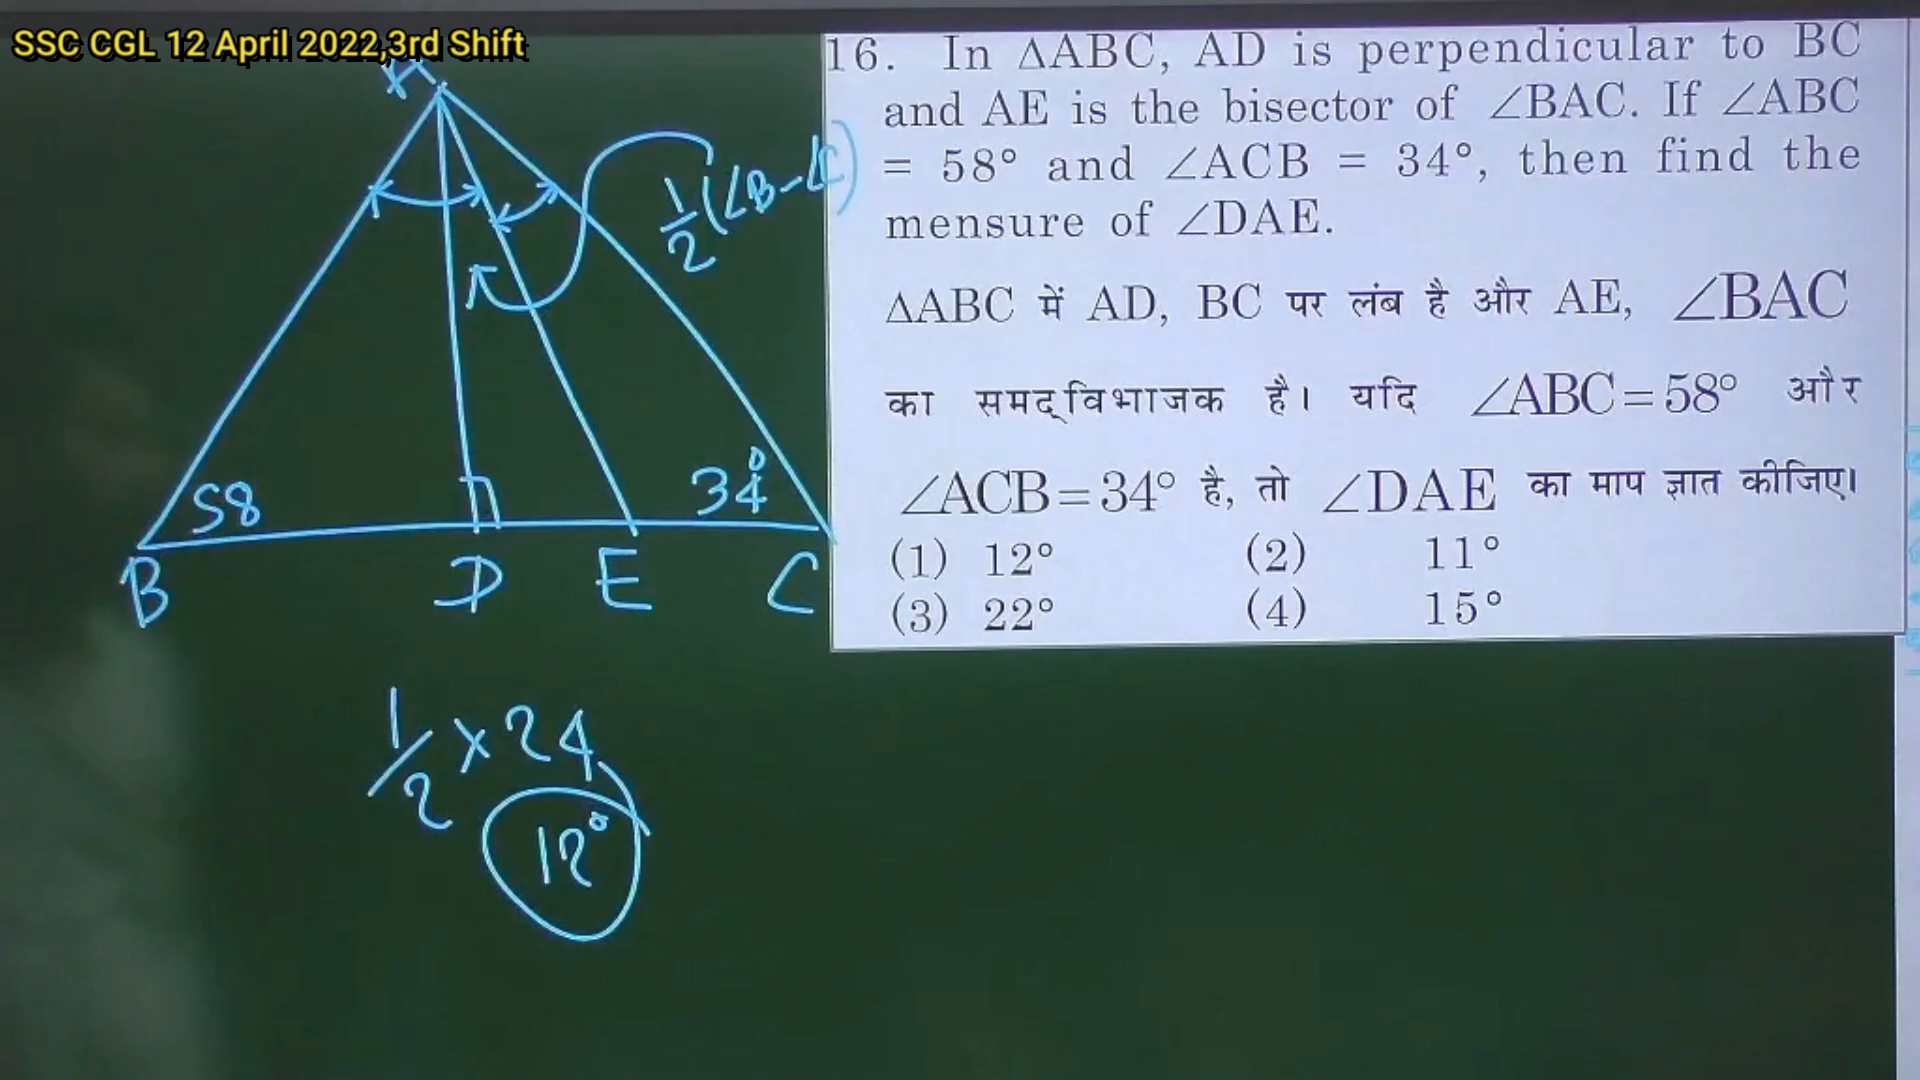 SSC CGL 12 April 2022,3rd Shift
16. In ΔABC, AD is perpendicular to BC
and AE is the bisector of ∠BAC. If ∠ABC
= 58° and ∠ACB = 34°, then find the
mensure of ∠DAE.
ΔABC में AD, BC पर लंब है और AE, ∠BAC
का समद्विभाजक है। यदि ∠ABC=58° और
∠ACB=34° है, तो ∠DAE का माप ज्ञात कीजिए।
(1) 12° (2) 11°
(3) 22° (4) 15°
A
1/2(∠B-∠C)
58 34°
B D E C
1/2 × 24
12°